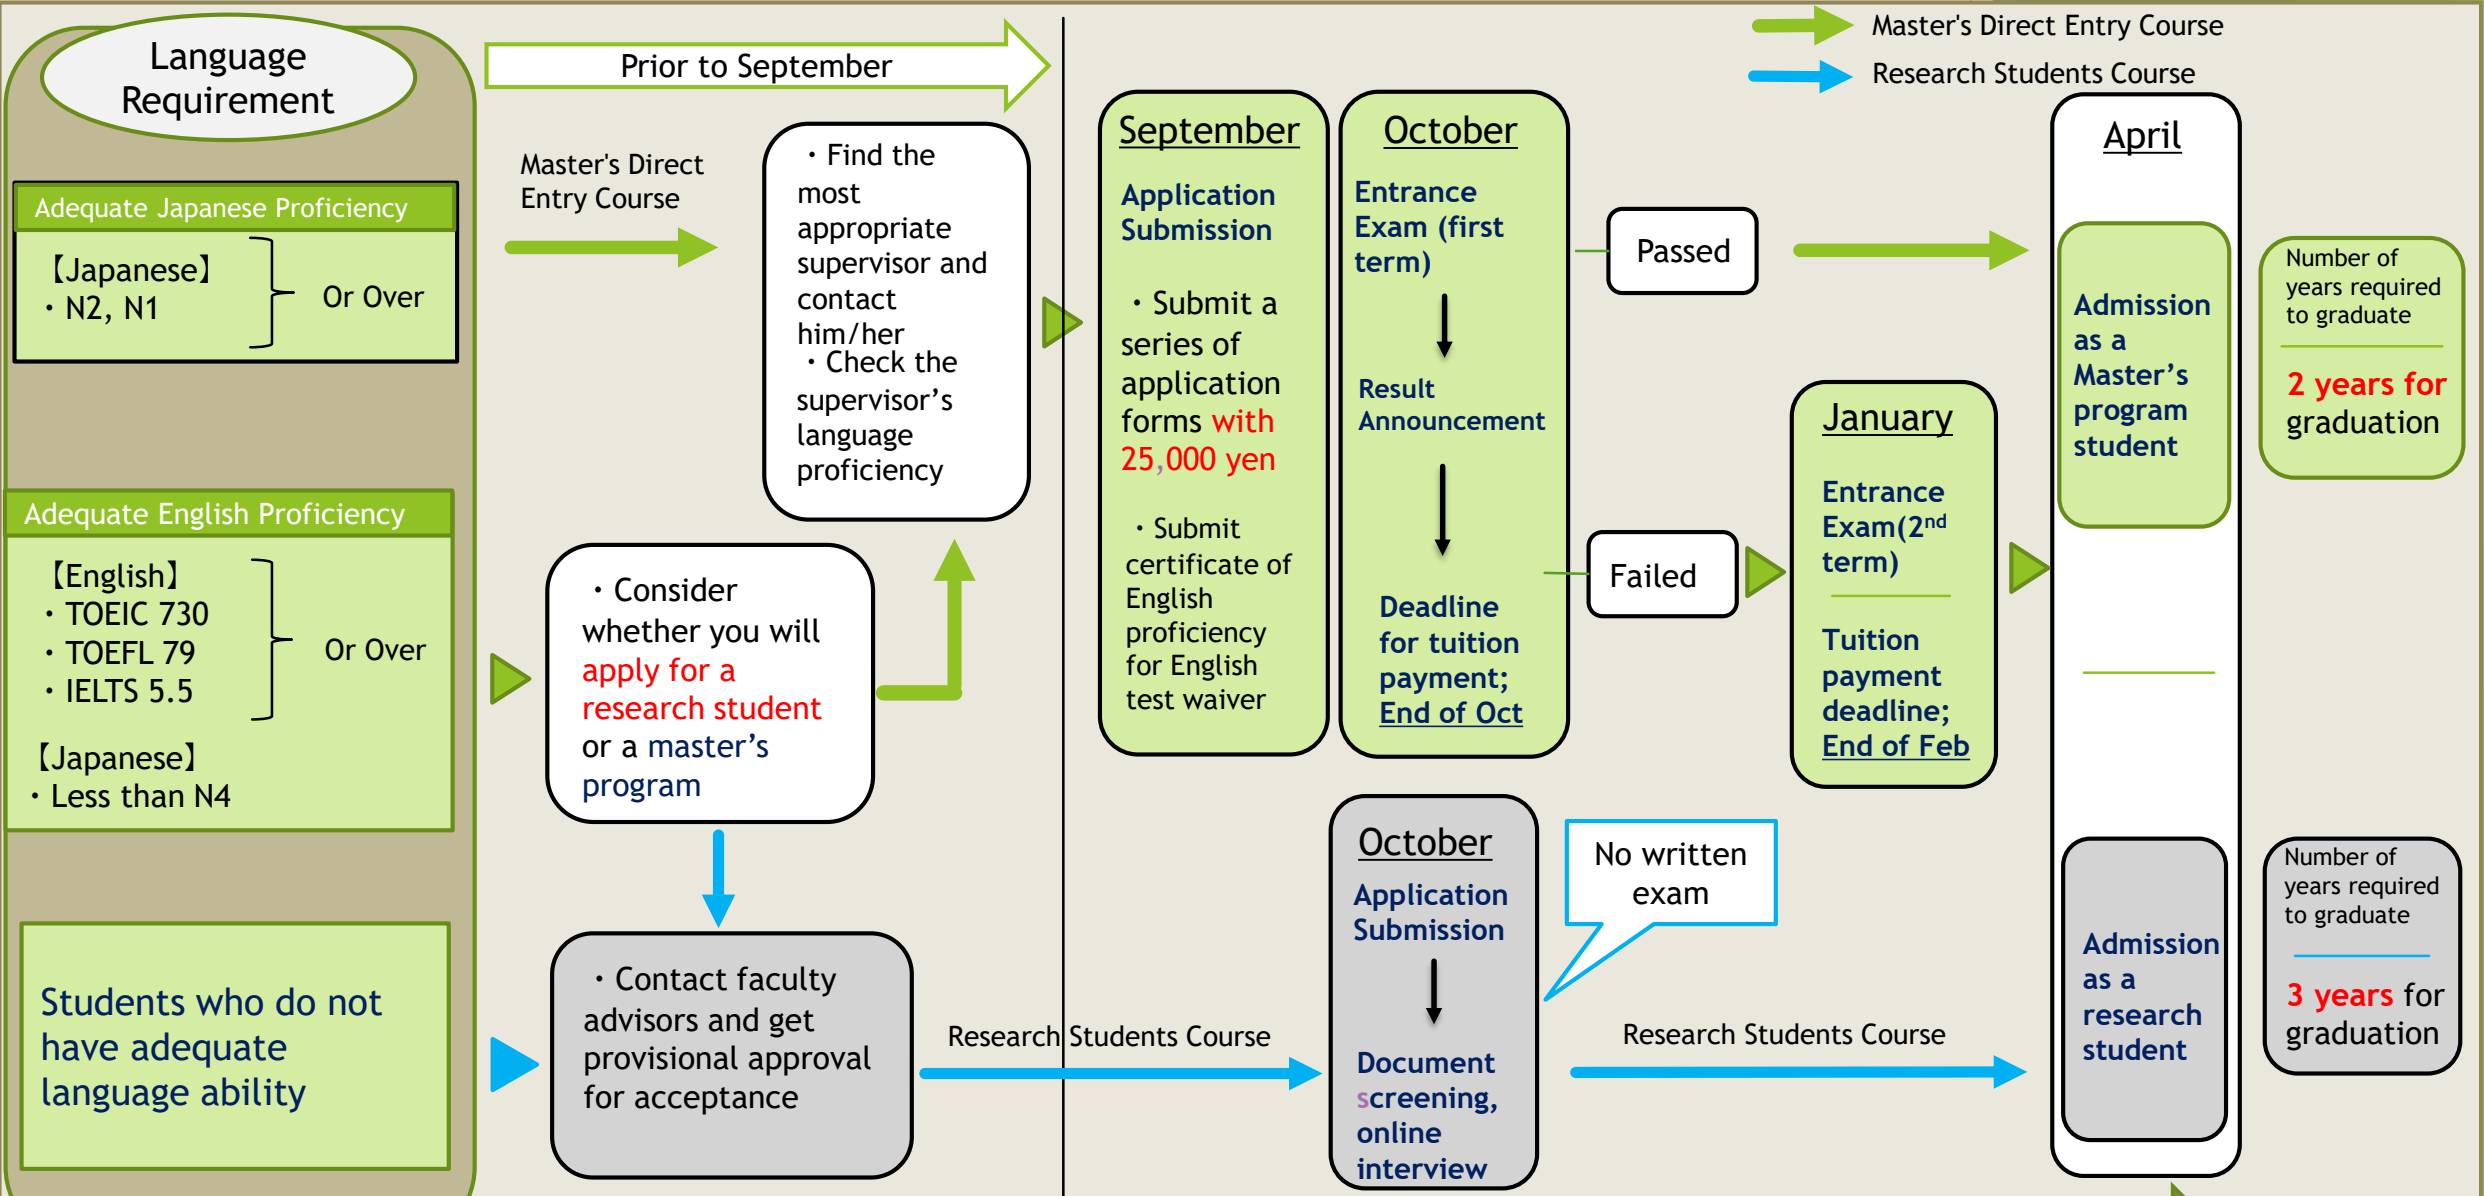 Language
Requirement
Prior to September
Master's Direct Entry Course
Research Students Course
Adequate Japanese Proficiency
【Japanese】
・N2, N1
Or Over
Adequate English Proficiency
【English】
・TOEIC 730
・TOEFL 79
・IELTS 5.5
Or Over
【Japanese】
・Less than N4
Students who do not
have adequate
language ability
Master's Direct
Entry Course
・Find the
most
appropriate
supervisor and
contact
him/her
・Check the
supervisor’s
language
proficiency
・Consider
whether you will
apply for a
research student
or a master’s
program
・Contact faculty
advisors and get
provisional approval
for acceptance
Research Students Course
September
Application
Submission
・Submit a
series of
application
forms with
25,000 yen
・Submit
certificate of
English
proficiency
for English
test waiver
October
Entrance
Exam (first
term)
Result
Announcement
Deadline
for tuition
payment;
End of Oct
Passed
Failed
January
Entrance
Exam(2nd
term)
Tuition
payment
deadline;
End of Feb
October
Application
Submission
Document
screening,
online
interview
No written
exam
Research Students Course
April
Admission
as a
Master’s
program
student
Admission
as a
research
student
Number of
years required
to graduate
2 years for
graduation
Number of
years required
to graduate
3 years for
graduation